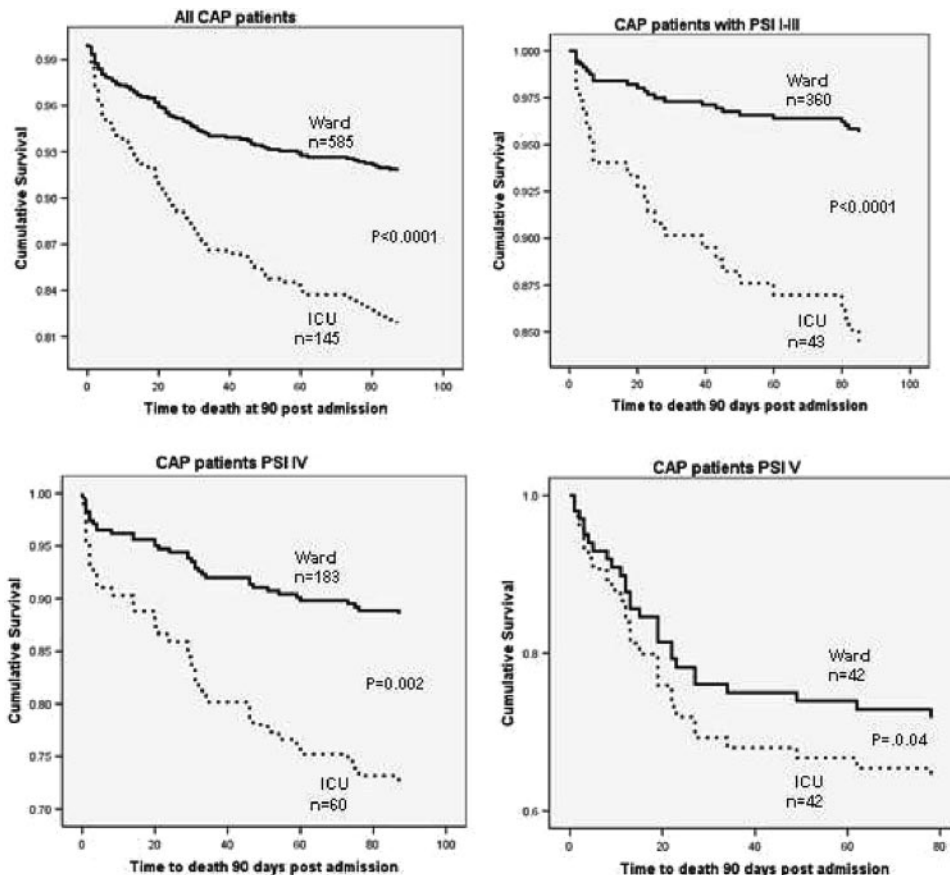 All CAP patients
Cumulative Survival
0.99
0.96
0.93
0.90
0.87
0.84
0.81
Ward
n=585
P<0.0001
ICU
n=145
0
20
40
60
80
100
Time to death at 90 post admission
CAP patients with PSI I-III
Cumulative Survival
1.000
0.975
0.950
0.925
0.900
0.875
0.850
Ward
n=360
P<0.0001
ICU
n=43
0
20
40
60
80
100
Time to death 90 days post admission
CAP patients PSI IV
Cumulative Survival
1.00
0.95
0.90
0.85
0.80
0.75
0.70
Ward
n=183
P=0.002
ICU
n=60
0
20
40
60
80
100
Time to death 90 days post admission
CAP patients PSI V
Cumulative Survival
1.0
0.8
0.6
Ward
n=42
P=.0.04
ICU
n=42
0
20
40
60
80
Time to death 90 days post admission